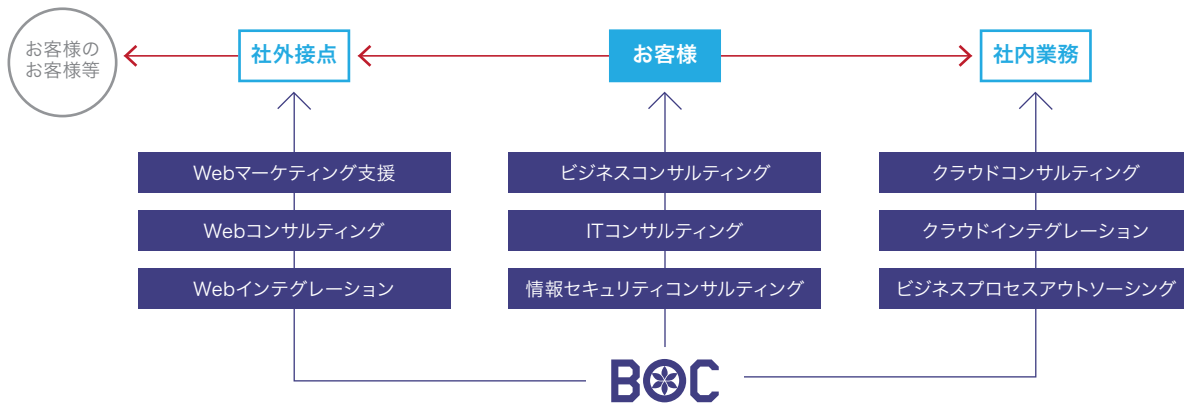 お客様の
お客様等
社外接点
お客様
社内業務
Webマーケティング支援
ビジネスコンサルティング
クラウドコンサルティング
Webコンサルティング
ITコンサルティング
クラウドインテグレーション
Webインテグレーション
情報セキュリティコンサルティング
ビジネスプロセスアウトソーシング
BOC